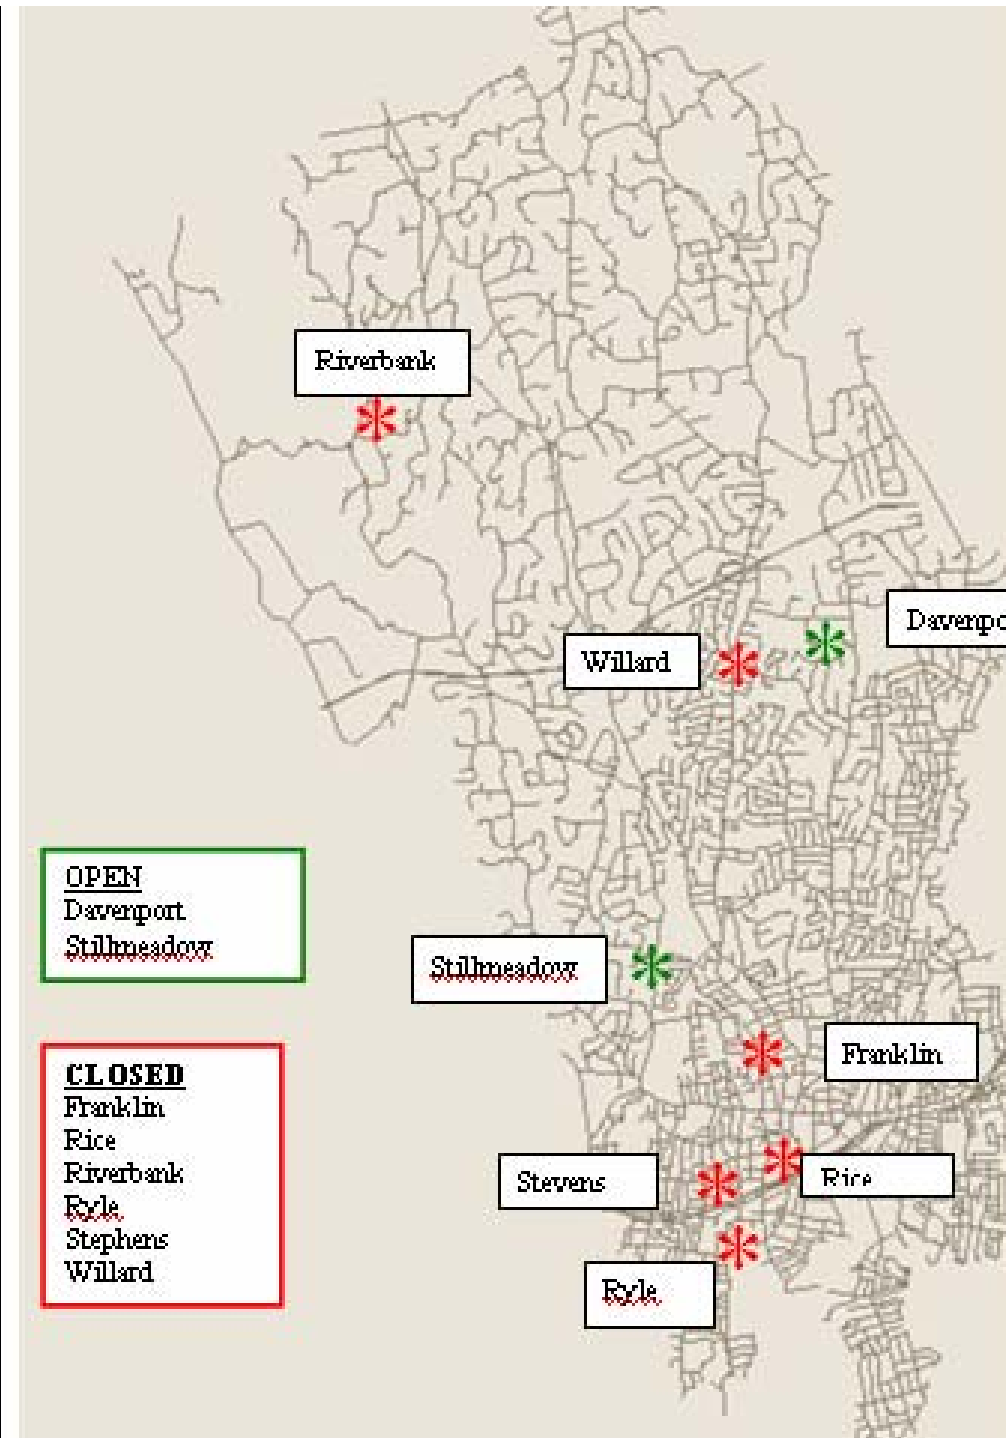 Riverbank
Davenpo
Willard
OPEN
Davenport
Stillmeadow
Stillmeadow
Franklin
CLOSED
Franklin
Rice
Riverbank
Ryle
Stephens
Willard
Stevens
Rice
Ryle